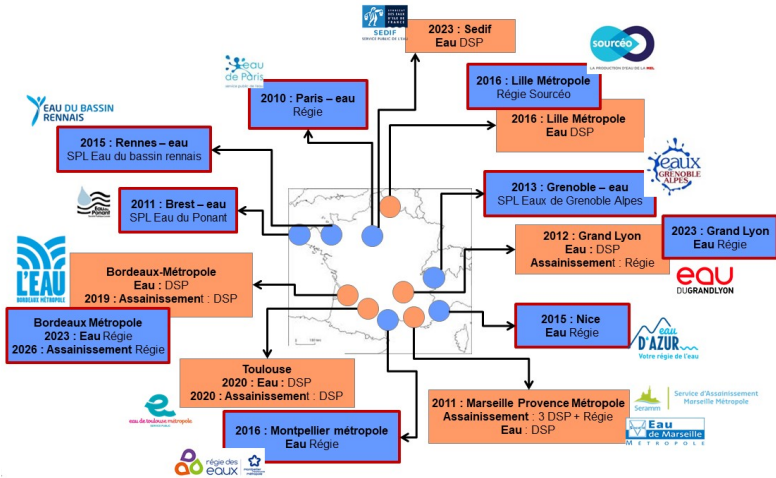 SEDIF
SERVICE PUBLIC DE L'EAU
2023 : Sedif
Eau DSP
sourcéo
LA PRODUCTION D'EAU DE LA MEL
eau
de Paris
2010 : Paris – eau
Régie
2016 : Lille Métropole
Régie Sourcéo
2016 : Lille Métropole
Eau DSP
EAU DU BASSIN
RENNAIS
2015 : Rennes – eau
SPL Eau du bassin rennais
eaux
GRENOBLE
ALPES
Eau du
Ponant
2011 : Brest – eau
SPL Eau du Ponant
2013 : Grenoble – eau
SPL Eaux de Grenoble Alpes
2012 : Grand Lyon
Eau : DSP
Assainissement : Régie
2023 : Grand Lyon
Eau Régie
eau
DUGRANDLYON
L'EAU
BORDEAUX MÉTROPOLE
Bordeaux-Métropole
Eau : DSP
2019 : Assainissement : DSP
Bordeaux Métropole
2023 : Eau Régie
2026 : Assainissement Régie
2015 : Nice
Eau Régie
eau
D'AZUR
Votre régie de l'eau
Toulouse
2020 : Eau : DSP
2020 : Assainissement : DSP
eau de toulouse métropole
2011 : Marseille Provence Métropole
Assainissement : 3 DSP + Régie
Eau : DSP
Seramm
Service d'Assainissement
Marseille Métropole
Eau
de Marseille
MÉTROPOLE
2016 : Montpellier métropole
Eau Régie
régie des
eaux